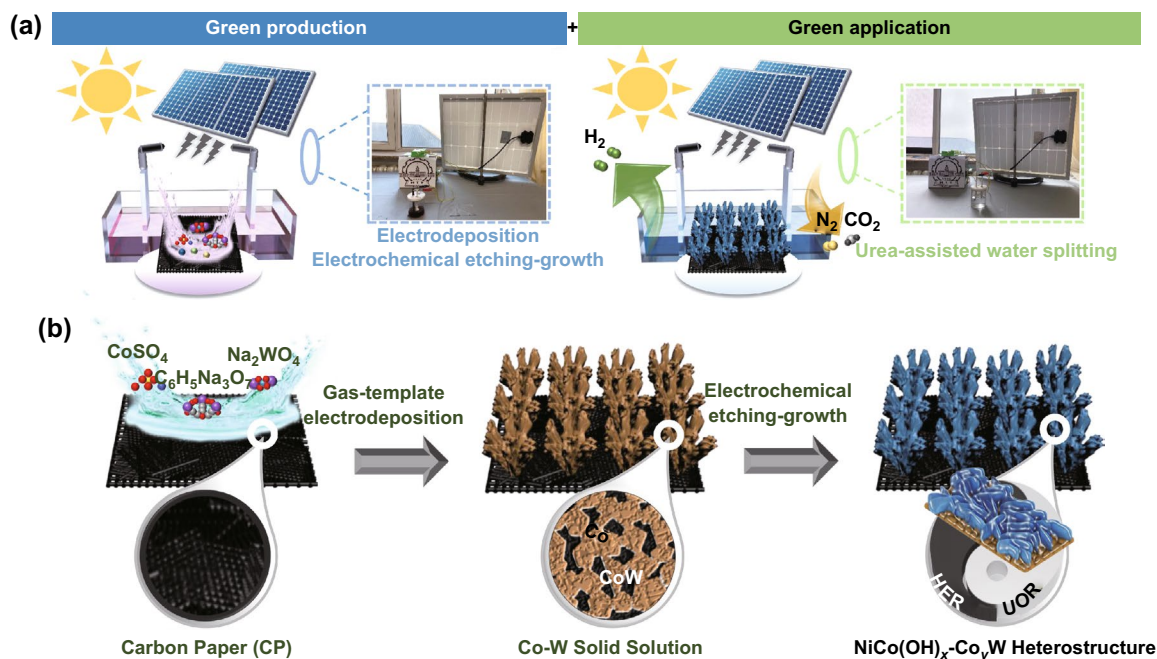 (a)
Green production
+
Green application
H₂
N₂ CO₂
Electrodeposition
Electrochemical etching-growth
Urea-assisted water splitting
(b)
CoSO₄
Na₂WO₄
C₆H₅Na₃O₇
Gas-template
electrodeposition
Electrochemical
etching-growth
Co
CoW
HER
UOR
Carbon Paper (CP)
Co-W Solid Solution
NiCo(OH)ₓ-CoᵧW Heterostructure